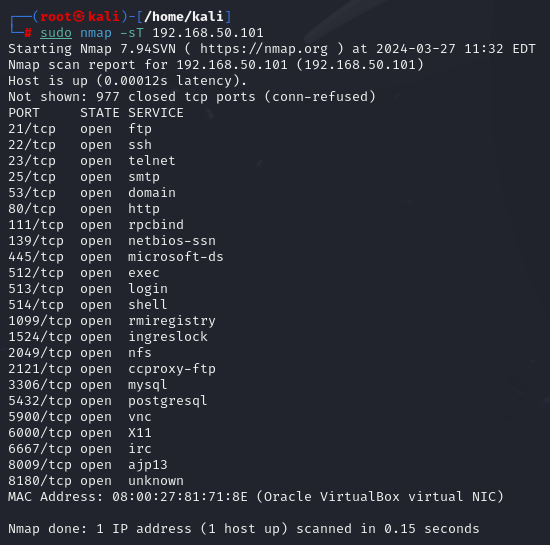 ┌──(root㉿kali)-[/home/kali]
└─# sudo nmap -sT 192.168.50.101
Starting Nmap 7.94SVN ( https://nmap.org ) at 2024-03-27 11:32 EDT
Nmap scan report for 192.168.50.101 (192.168.50.101)
Host is up (0.00012s latency).
Not shown: 977 closed tcp ports (conn-refused)
PORT     STATE SERVICE
21/tcp   open  ftp
22/tcp   open  ssh
23/tcp   open  telnet
25/tcp   open  smtp
53/tcp   open  domain
80/tcp   open  http
111/tcp  open  rpcbind
139/tcp  open  netbios-ssn
445/tcp  open  microsoft-ds
512/tcp  open  exec
513/tcp  open  login
514/tcp  open  shell
1099/tcp open  rmiregistry
1524/tcp open  ingreslock
2049/tcp open  nfs
2121/tcp open  ccproxy-ftp
3306/tcp open  mysql
5432/tcp open  postgresql
5900/tcp open  vnc
6000/tcp open  X11
6667/tcp open  irc
8009/tcp open  ajp13
8180/tcp open  unknown
MAC Address: 08:00:27:81:71:8E (Oracle VirtualBox virtual NIC)
Nmap done: 1 IP address (1 host up) scanned in 0.15 seconds